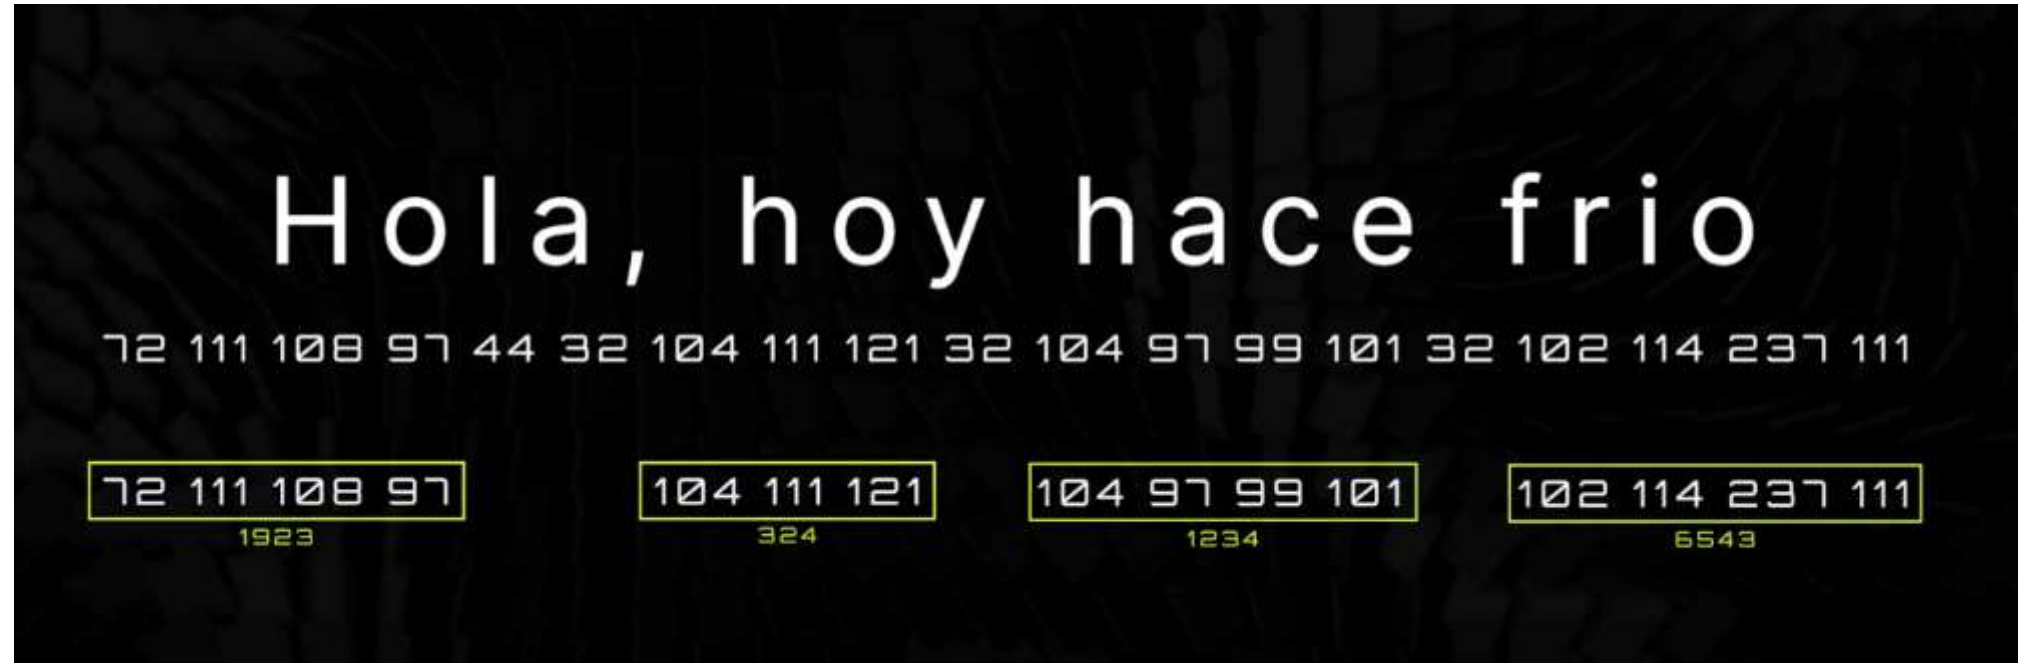 Hola, hoy hace frio
72 111 108 97 44 32 104 111 121 32 104 97 99 101 32 102 114 237 111
72 111 108 97 104 111 121 104 97 99 101 102 114 237 111
1923 324 1234 6543